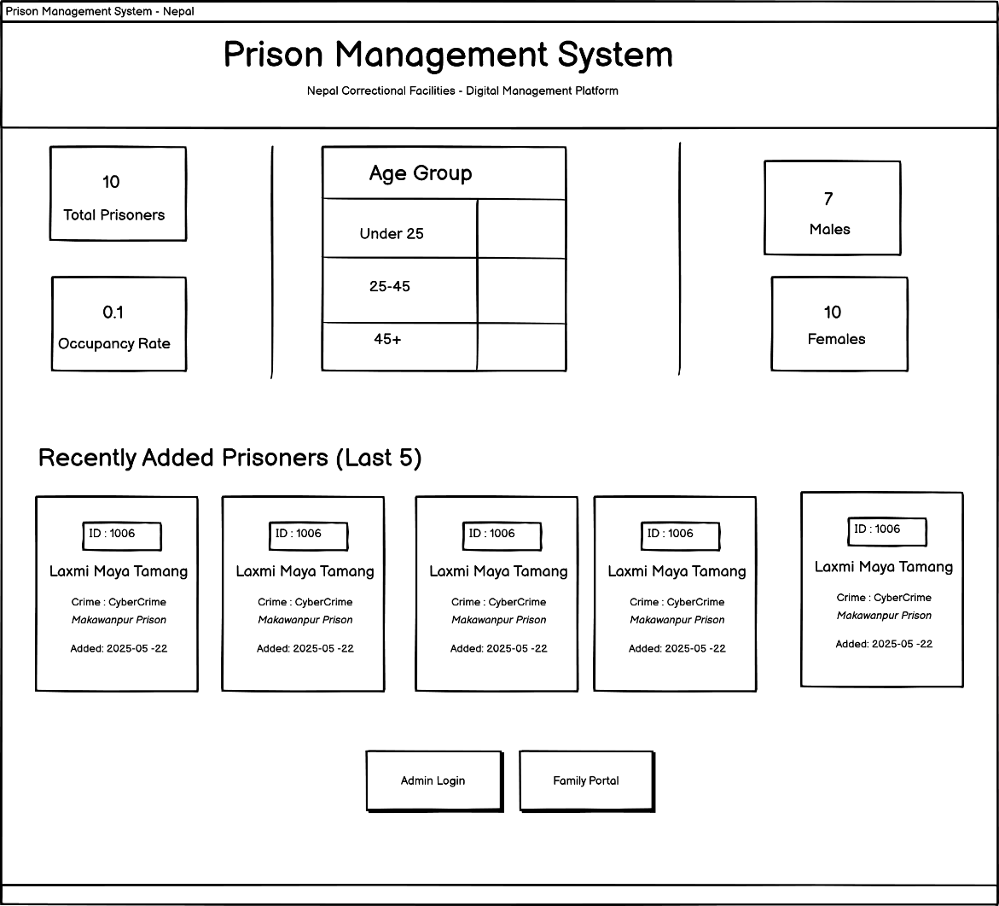 Prison Management System - Nepal
Prison Management System
Nepal Correctional Facilities - Digital Management Platform
10
Total Prisoners
0.1
Occupancy Rate
Age Group
Under 25
25-45
45+
7
Males
10
Females
Recently Added Prisoners (Last 5)
ID : 1006
Laxmi Maya Tamang
Crime : CyberCrime
Makawanpur Prison
Added: 2025-05 -22
ID : 1006
Laxmi Maya Tamang
Crime : CyberCrime
Makawanpur Prison
Added: 2025-05 -22
ID : 1006
Laxmi Maya Tamang
Crime : CyberCrime
Makawanpur Prison
Added: 2025-05 -22
ID : 1006
Laxmi Maya Tamang
Crime : CyberCrime
Makawanpur Prison
Added: 2025-05 -22
ID : 1006
Laxmi Maya Tamang
Crime : CyberCrime
Makawanpur Prison
Added: 2025-05 -22
Admin Login
Family Portal